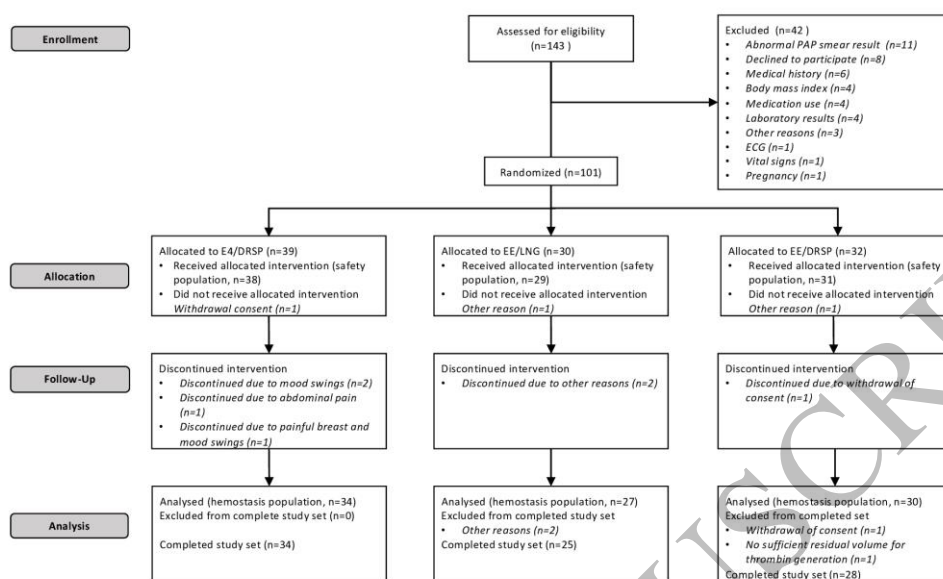 Enrollment
Assessed for eligibility
(n=143 )
Excluded (n=42 )
• Abnormal PAP smear result (n=11)
• Declined to participate (n=8)
• Medical history (n=6)
• Body mass index (n=4)
• Medication use (n=4)
• Laboratory results (n=4)
• Other reasons (n=3)
• ECG (n=1)
• Vital signs (n=1)
• Pregnancy (n=1)
Randomized (n=101)
Allocation
Allocated to E4/DRSP (n=39)
• Received allocated intervention (safety
population, n=38)
• Did not receive allocated intervention
Withdrawal consent (n=1)
Allocated to EE/LNG (n=30)
• Received allocated intervention (safety
population, n=29)
• Did not receive allocated intervention
Other reason (n=1)
Allocated to EE/DRSP (n=32)
• Received allocated intervention (safety
population, n=31)
• Did not receive allocated intervention
Other reason (n=1)
Follow-Up
Discontinued intervention
• Discontinued due to mood swings (n=2)
• Discontinued due to abdominal pain
(n=1)
• Discontinued due to painful breast and
mood swings (n=1)
Discontinued intervention
• Discontinued due to other reasons (n=2)
Discontinued intervention
• Discontinued due to withdrawal of
consent (n=1)
Analysis
Analysed (hemostasis population, n=34)
Excluded from complete study set (n=0)
Completed study set (n=34)
Analysed (hemostasis population, n=27)
Excluded from completed study set
• Other reasons (n=2)
Completed study set (n=25)
Analysed (hemostasis population, n=30)
Excluded from completed set
• Withdrawal of consent (n=1)
• No sufficient residual volume for
thrombin generation (n=1)
Completed study set (n=28)